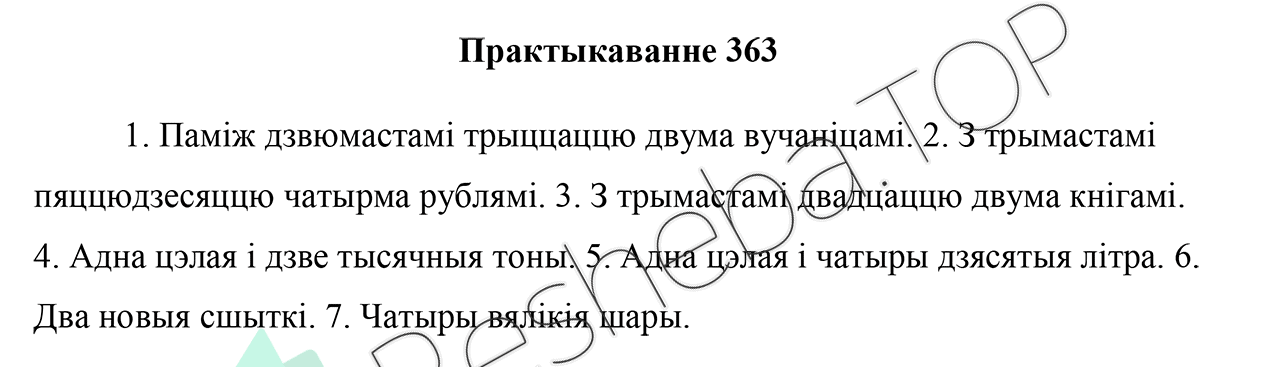 Практыкаванне 363
1. Паміж дзвюмастамі трыццаццю двума вучаніцамі. 2. З трымастамі
пяццюдзесяццю чатырма рублямі. 3. З трымастамі двадцаццю двума кнігамі.
4. Адна цэлая і дзве тысячныя тоны. 5. Адна цэлая і чатыры дзясятыя літра. 6.
Два новыя сшыткі. 7. Чатыры вялікія шары.
Resheba.TOP